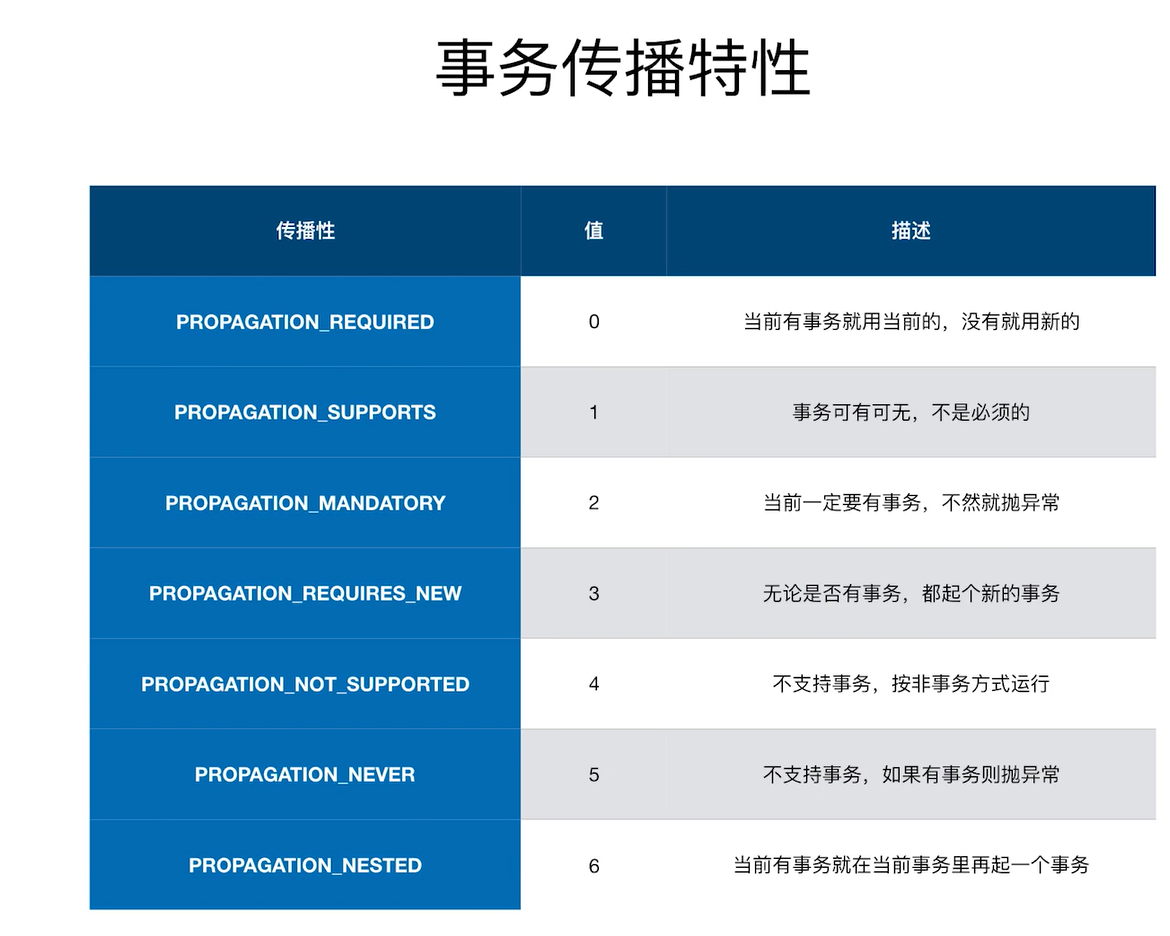 事务传播特性
传播性 值 描述
PROPAGATION_REQUIRED 0 当前有事务就用当前的，没有就用新的
PROPAGATION_SUPPORTS 1 事务可有可无，不是必须的
PROPAGATION_MANDATORY 2 当前一定要有事务，不然就抛异常
PROPAGATION_REQUIRES_NEW 3 无论是否有事务，都起个新的事务
PROPAGATION_NOT_SUPPORTED 4 不支持事务，按非事务方式运行
PROPAGATION_NEVER 5 不支持事务，如果有事务则抛异常
PROPAGATION_NESTED 6 当前有事务就在当前事务里再起一个事务